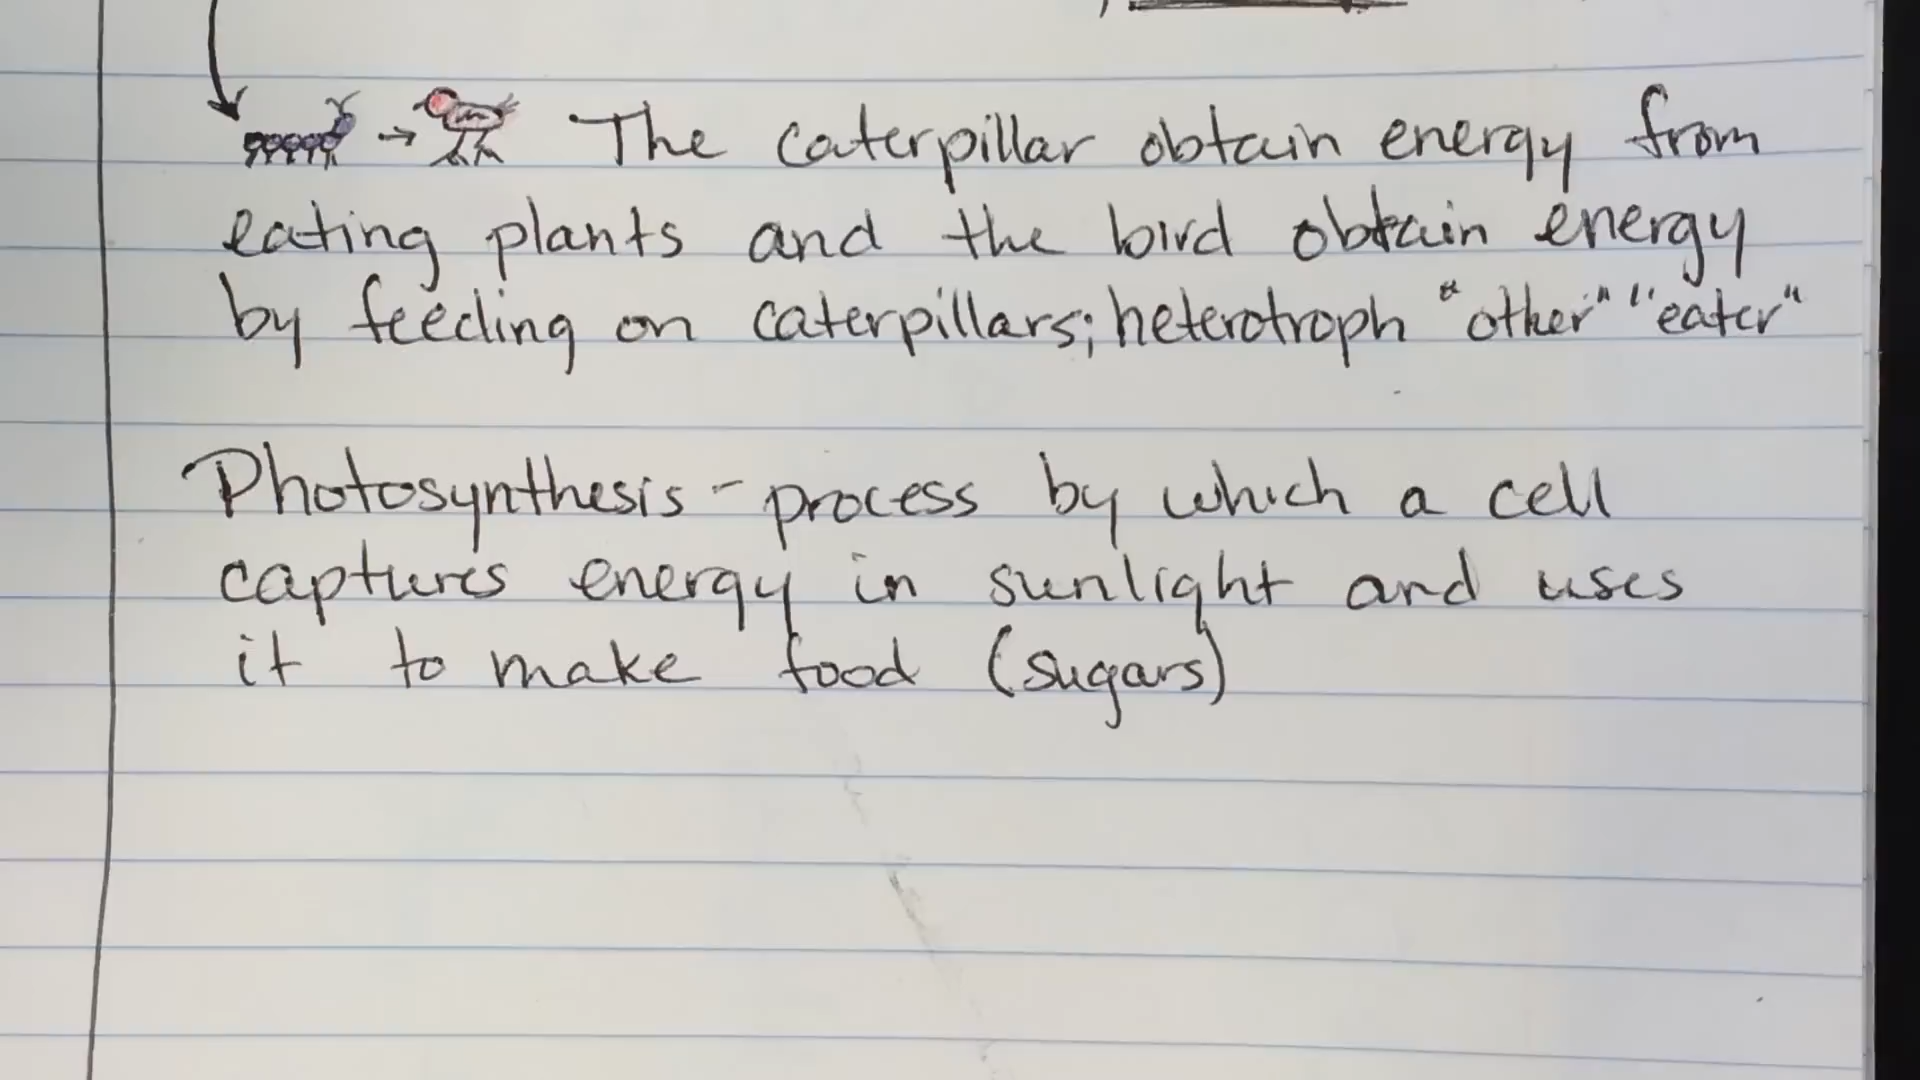 The caterpillar obtain energy from
eating plants and the bird obtain energy
by feeding on caterpillars; heterotroph "other" "eater"
Photosynthesis - process by which a cell
captures energy in sunlight and uses
it to make food (sugars)